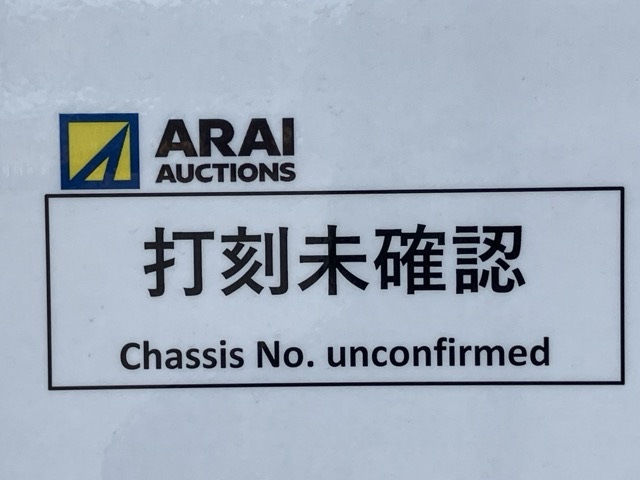 ARAI
AUCTIONS
打刻未確認
Chassis No. unconfirmed